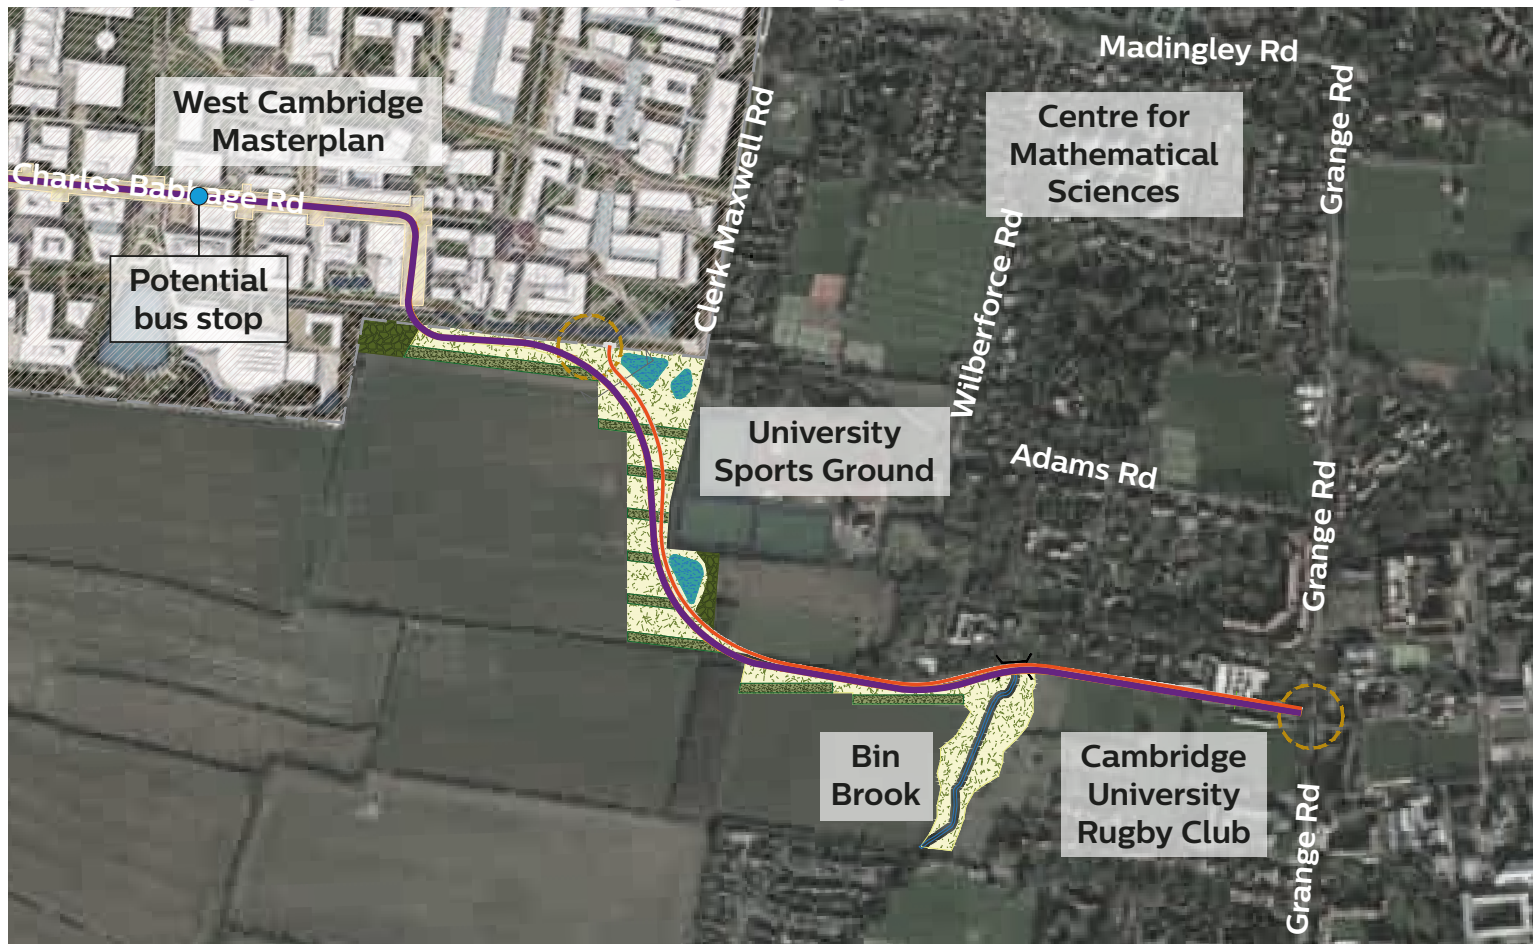 Madingley Rd
West Cambridge
Masterplan
Centre for
Mathematical
Sciences
Grange Rd
Clerk Maxwell Rd
Charles Babbage Rd
Wilberforce Rd
Potential
bus stop
University
Sports Ground
Adams Rd
Grange Rd
Bin
Brook
Cambridge
University
Rugby Club
Grange Rd